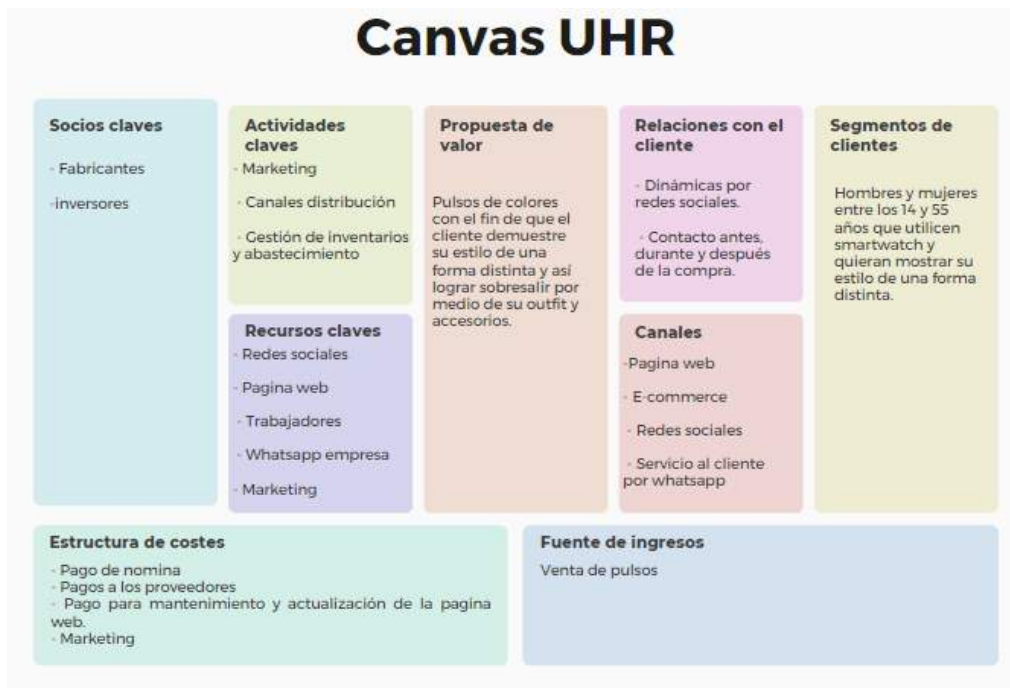 Canvas UHR
Socios claves
- Fabricantes
-inversores
Actividades
claves
- Marketing
- Canales distribución
- Gestión de inventarios
y abastecimiento
Recursos claves
- Redes sociales
- Pagina web
- Trabajadores
- Whatsapp empresa
- Marketing
Propuesta de
valor
Pulsos de colores
con el fin de que el
cliente demuestre
su estilo de una
forma distinta y así
lograr sobresalir por
medio de su outfit y
accesorios.
Relaciones con el
cliente
- Dinámicas por
redes sociales.
- Contacto antes,
durante y después
de la compra.
Canales
-Pagina web
- E-commerce
- Redes sociales
- Servicio al cliente
por whatsapp
Segmentos de
clientes
Hombres y mujeres
entre los 14 y 55
años que utilicen
smartwatch y
quieran mostrar su
estilo de una forma
distinta.
Estructura de costes
- Pago de nomina
- Pagos a los proveedores
- Pago para mantenimiento y actualización de la pagina
web.
- Marketing
Fuente de ingresos
Venta de pulsos